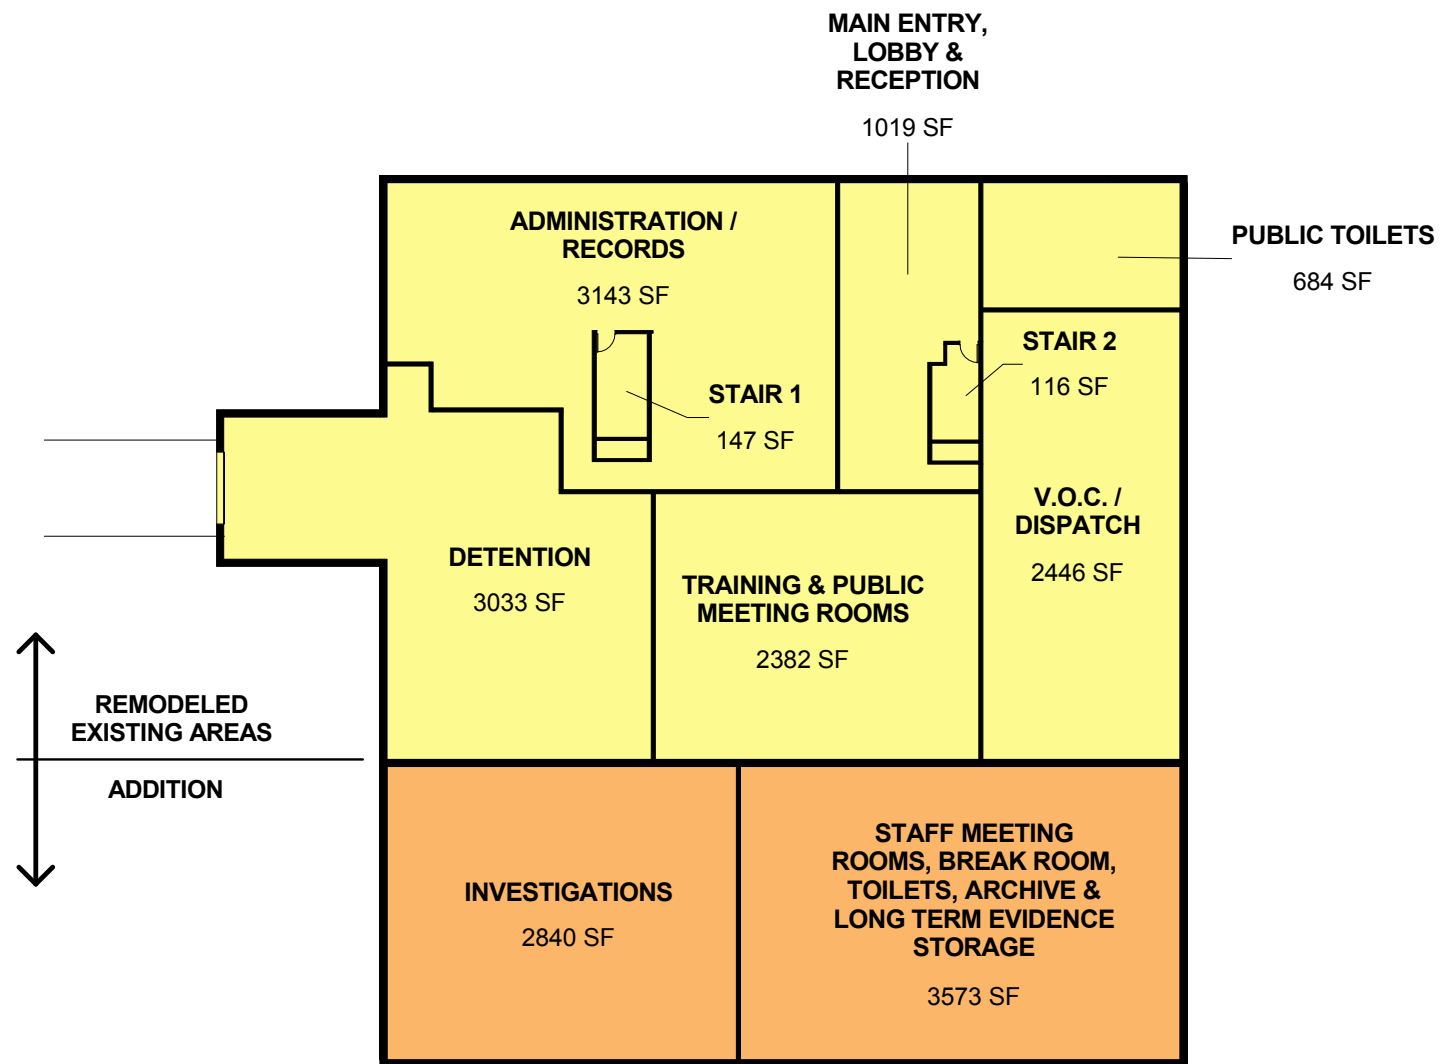 MAIN ENTRY,
LOBBY &
RECEPTION
1019 SF
ADMINISTRATION /
RECORDS
3143 SF
PUBLIC TOILETS
684 SF
STAIR 1
147 SF
STAIR 2
116 SF
V.O.C. /
DISPATCH
2446 SF
DETENTION
3033 SF
TRAINING & PUBLIC
MEETING ROOMS
2382 SF
REMODELED
EXISTING AREAS
ADDITION
INVESTIGATIONS
2840 SF
STAFF MEETING
ROOMS, BREAK ROOM,
TOILETS, ARCHIVE &
LONG TERM EVIDENCE
STORAGE
3573 SF